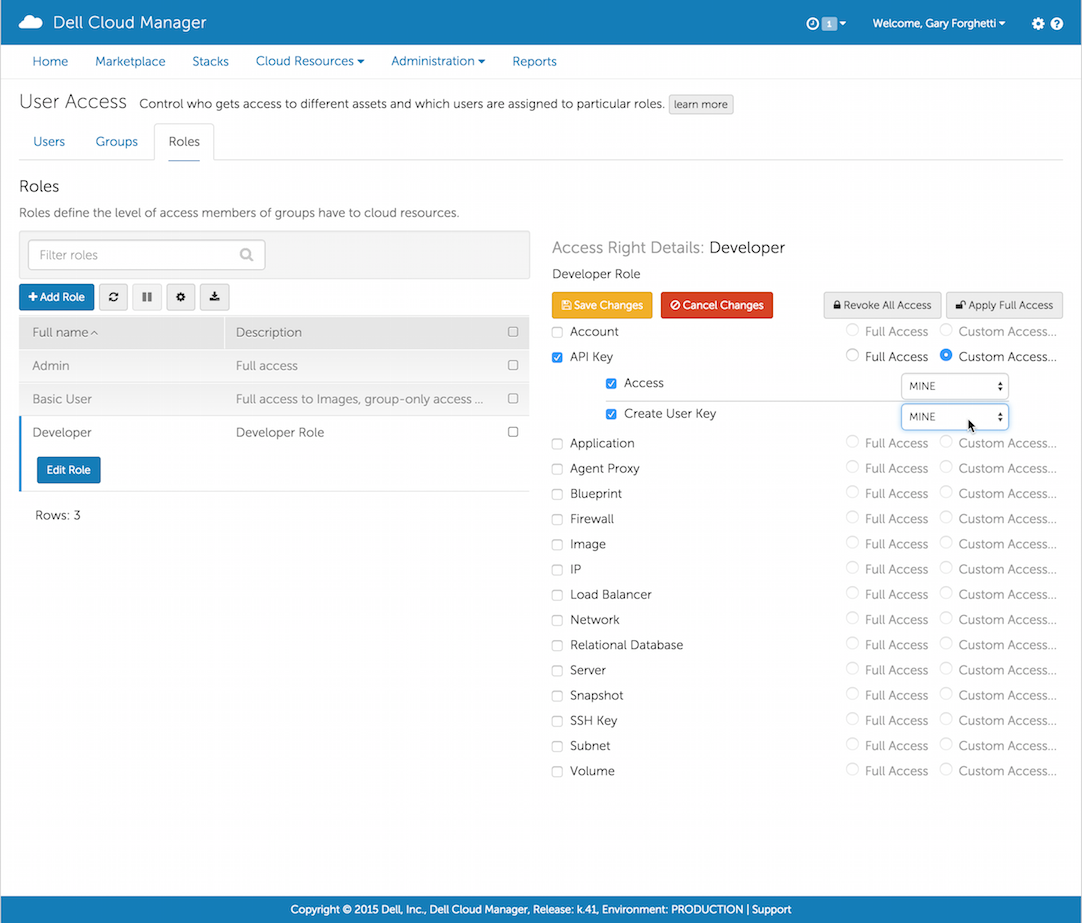 Dell Cloud Manager
1
Welcome, Gary Forghetti
Home Marketplace Stacks Cloud Resources Administration Reports
User Access Control who gets access to different assets and which users are assigned to particular roles. learn more
Users Groups Roles
Roles
Roles define the level of access members of groups have to cloud resources.
Filter roles
+ Add Role
Full name Description
Admin Full access
Basic User Full access to Images, group-only access ...
Developer Developer Role
Edit Role
Rows: 3
Access Right Details: Developer
Developer Role
Save Changes Cancel Changes Revoke All Access Apply Full Access
Account Full Access Custom Access...
API Key Full Access Custom Access...
Access MINE
Create User Key MINE
Application Full Access Custom Access...
Agent Proxy Full Access Custom Access...
Blueprint Full Access Custom Access...
Firewall Full Access Custom Access...
Image Full Access Custom Access...
IP Full Access Custom Access...
Load Balancer Full Access Custom Access...
Network Full Access Custom Access...
Relational Database Full Access Custom Access...
Server Full Access Custom Access...
Snapshot Full Access Custom Access...
SSH Key Full Access Custom Access...
Subnet Full Access Custom Access...
Volume Full Access Custom Access...
Copyright © 2015 Dell, Inc., Dell Cloud Manager, Release: k.41, Environment: PRODUCTION | Support